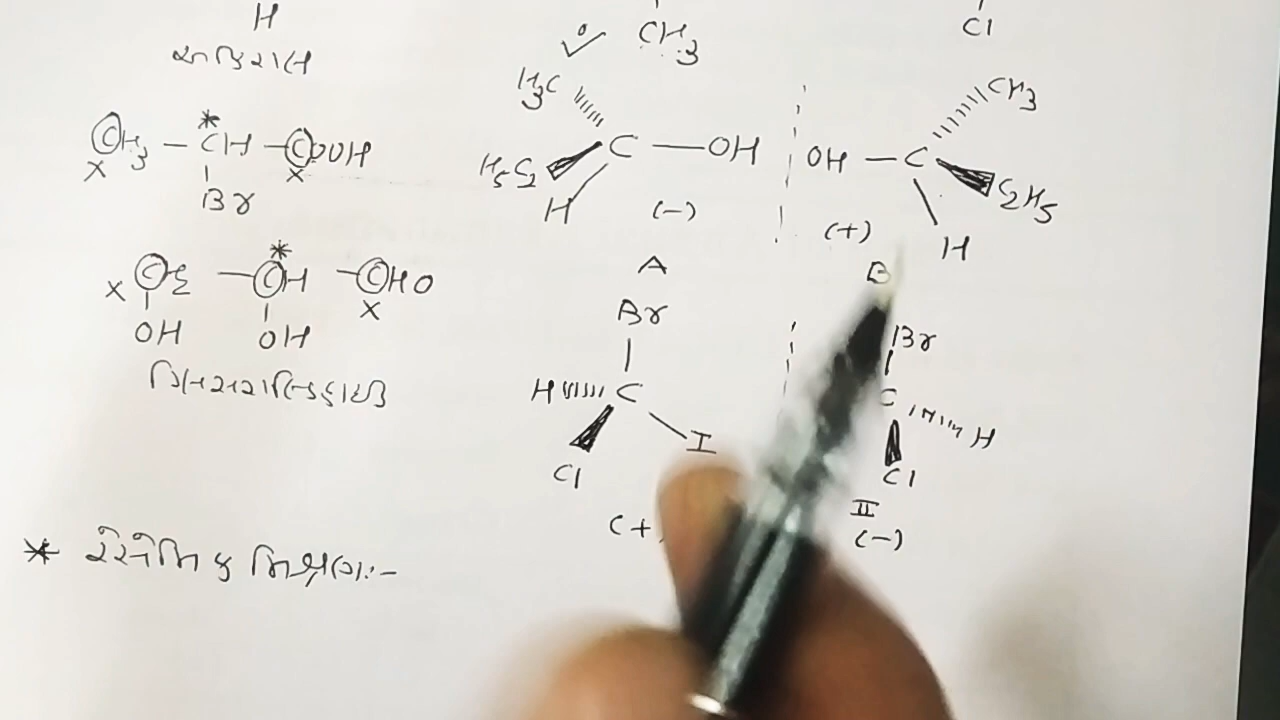 H
CH3
Cl
CH3 — *CH — COOH
x x
Br
H3C
H5C2
C — OH
H
(-)
A
OH — C
CH3
C2H5
H
(+)
B
x CH2 — *CH — CHO
OH OH x
Br
H C
Cl I
(+
Br
C H
Cl
II
(-)
* રેસેમિક મિશ્રણ:-